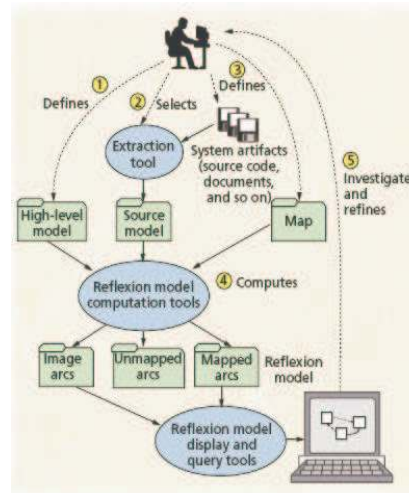 1
Defines
2
Selects
3
Defines
Extraction
tool
System artifacts
(source code,
documents,
and so on)
5
Investigate
and
refines
High-level
model
Source
model
Map
Reflexion model
computation tools
4
Computes
Image
arcs
Unmapped
arcs
Mapped
arcs
Reflexion
model
Reflexion model
display and
query tools